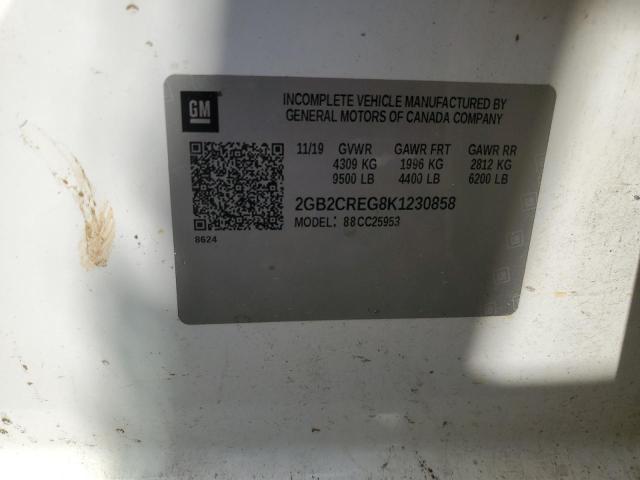 GM
INCOMPLETE VEHICLE MANUFACTURED BY
GENERAL MOTORS OF CANADA COMPANY
11/19 GVWR GAWR FRT GAWR RR
4309 KG 1996 KG 2812 KG
9500 LB 4400 LB 6200 LB
2GB2CREG8K1230858
MODEL: 88CC25953
8624